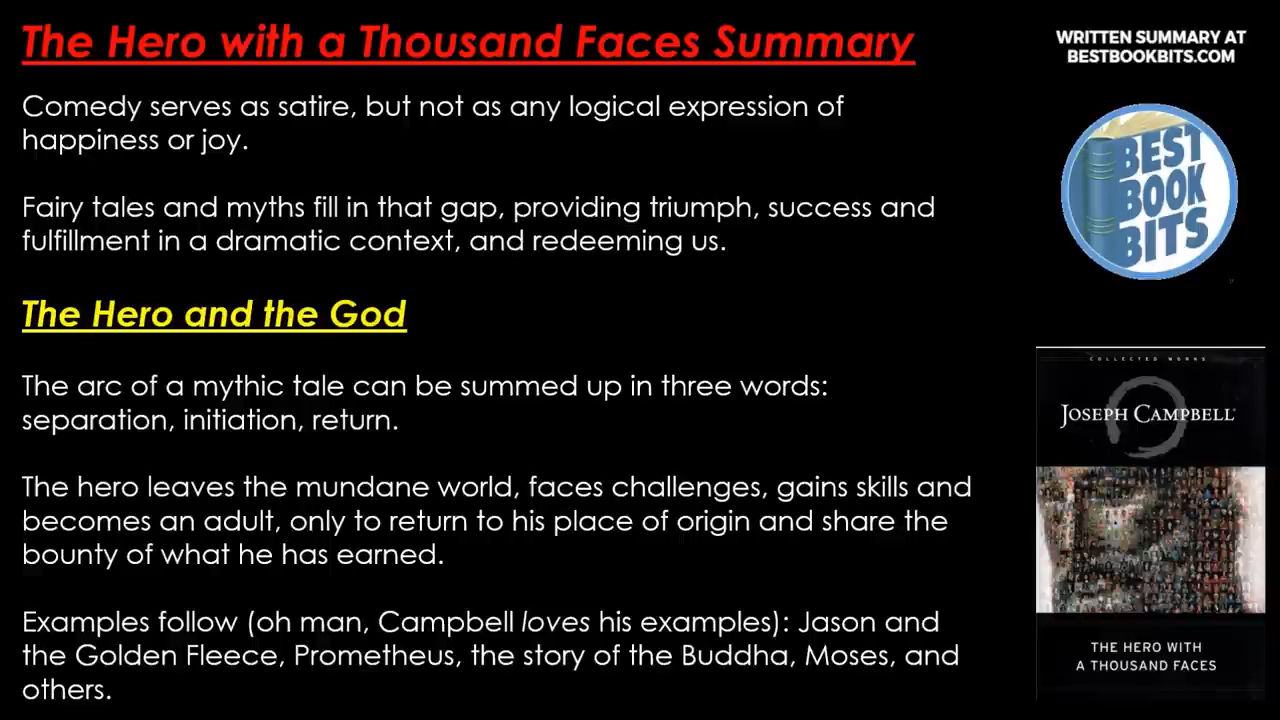 The Hero with a Thousand Faces Summary
Comedy serves as satire, but not as any logical expression of
happiness or joy.
Fairy tales and myths fill in that gap, providing triumph, success and
fulfillment in a dramatic context, and redeeming us.
The Hero and the God
The arc of a mythic tale can be summed up in three words:
separation, initiation, return.
The hero leaves the mundane world, faces challenges, gains skills and
becomes an adult, only to return to his place of origin and share the
bounty of what he has earned.
Examples follow (oh man, Campbell loves his examples): Jason and
the Golden Fleece, Prometheus, the story of the Buddha, Moses, and
others.
WRITTEN SUMMARY AT
BESTBOOKBITS.COM
BEST
BOOK
BITS
COLLECTED WORKS
JOSEPH CAMPBELL
THE HERO WITH
A THOUSAND FACES